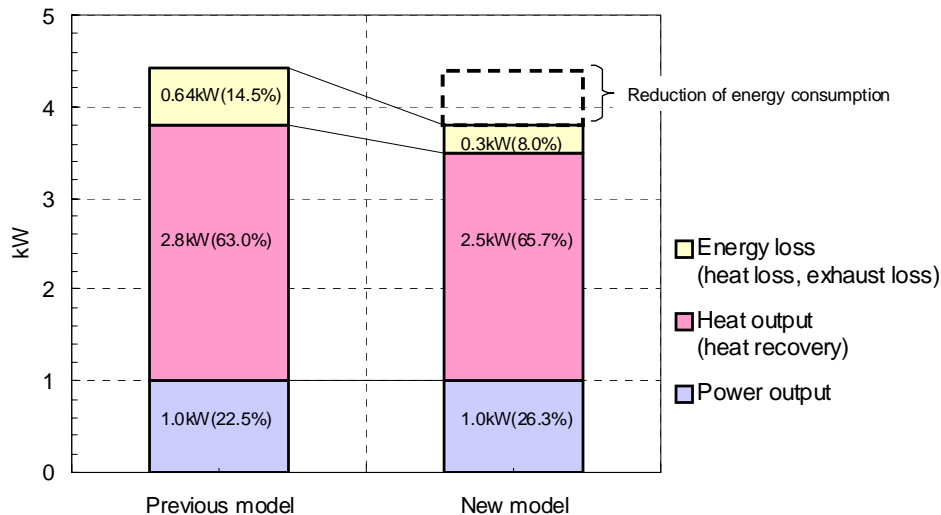 5
4
3
2
1
0
kW
0.64kW(14.5%)
2.8kW(63.0%)
1.0kW(22.5%)
Previous model
0.3kW(8.0%)
2.5kW(65.7%)
1.0kW(26.3%)
New model
Reduction of energy consumption
Energy loss
(heat loss, exhaust loss)
Heat output
(heat recovery)
Power output